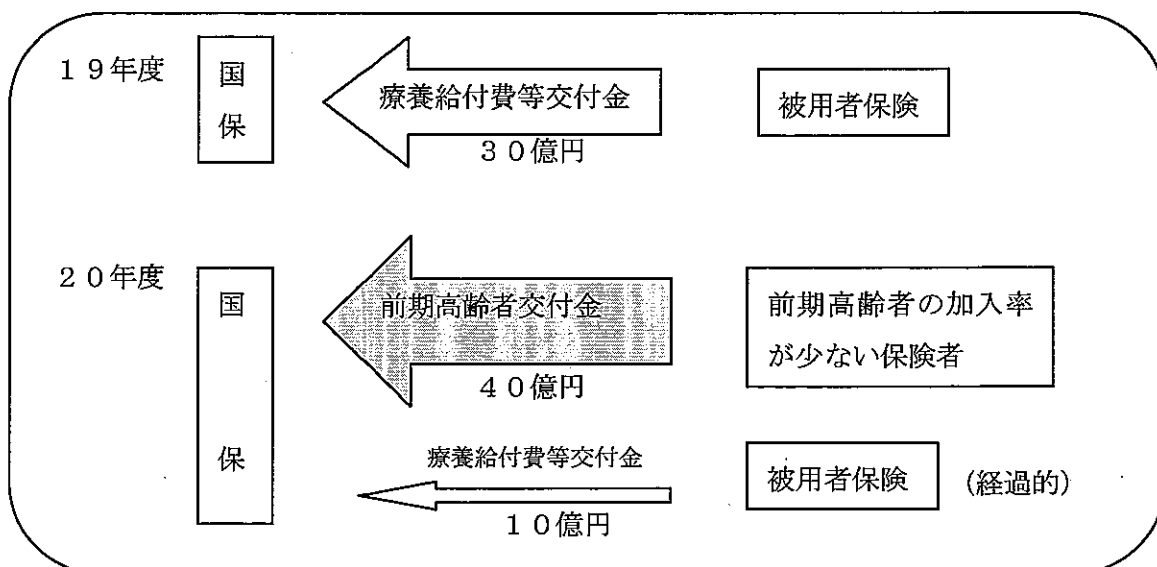 １９年度
国
保
療養給付費等交付金
３０億円
被用者保険
２０年度
国
保
前期高齢者交付金
４０億円
前期高齢者の加入率
が少ない保険者
療養給付費等交付金
１０億円
被用者保険
（経過的）